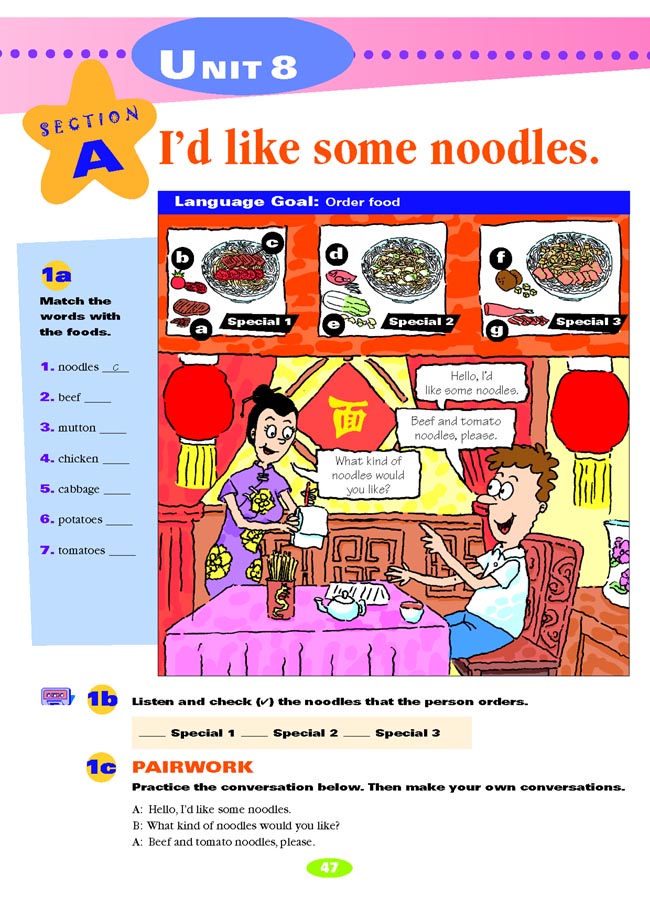 UNIT 8
SECTION
A
I'd like some noodles.
Language Goal: Order food
b
c
a
Special 1
d
e
Special 2
f
g
Special 3
1a
Match the
words with
the foods.
1. noodles __c__
2. beef ____
3. mutton ____
4. chicken ____
5. cabbage ____
6. potatoes ____
7. tomatoes ____
面
Hello, I'd
like some noodles.
What kind of
noodles would
you like?
Beef and tomato
noodles, please.
1b Listen and check (✓) the noodles that the person orders.
____ Special 1 ____ Special 2 ____ Special 3
1c PAIRWORK
Practice the conversation below. Then make your own conversations.
A: Hello, I'd like some noodles.
B: What kind of noodles would you like?
A: Beef and tomato noodles, please.
47